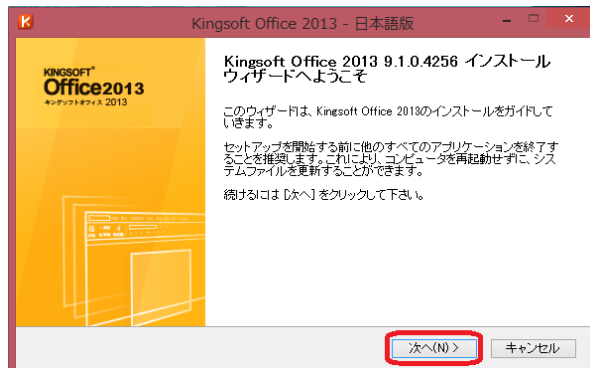 Kingsoft Office 2013 - 日本語版
KINGSOFT
Office2013
キングソフトオフィス 2013
Kingsoft Office 2013 9.1.0.4256 インストール
ウィザードへようこそ
このウィザードは、Kingsoft Office 2013のインストールをガイドして
いきます。
セットアップを開始する前に他のすべてのアプリケーションを終了す
ることを推奨します。これにより、コンピュータを再起動せずに、シス
テムファイルを更新することができます。
続けるには [次へ] をクリックして下さい。
次へ(N) >
キャンセル